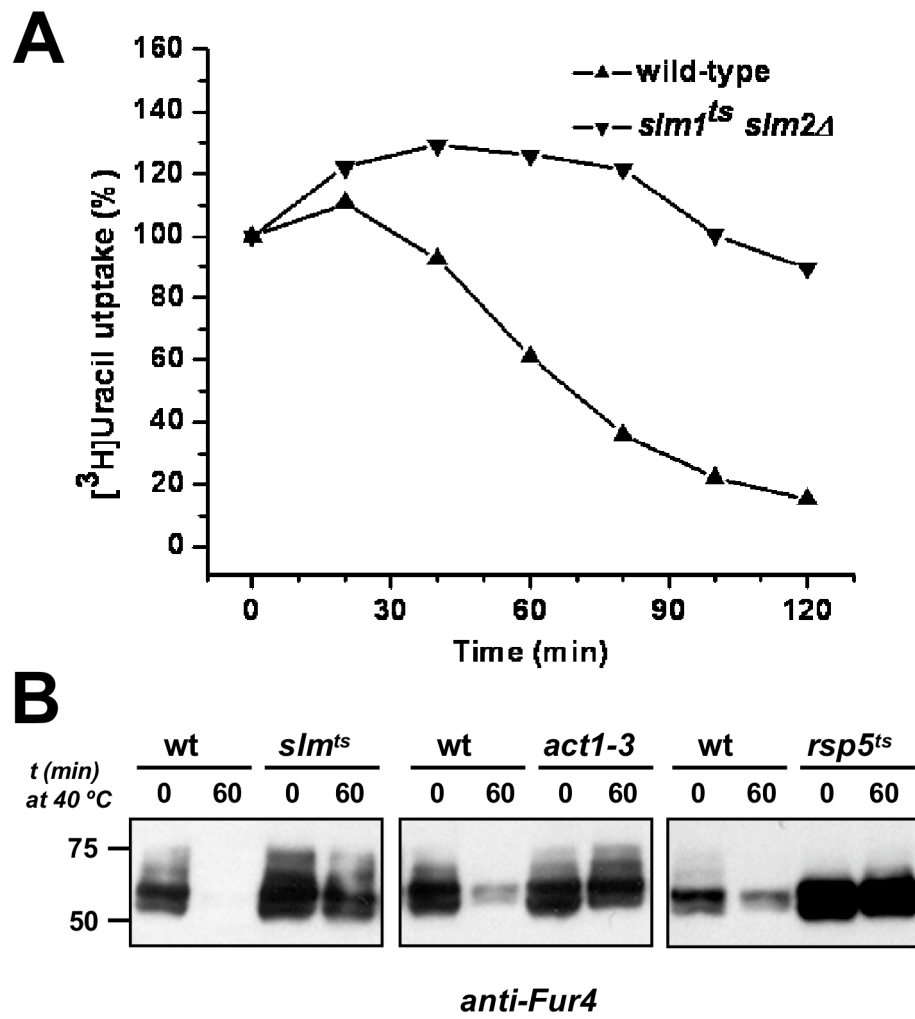 A
160
140
120
100
80
60
40
20
0
[³H]Uracil utptake (%)
wild-type
slm1ᵗˢ slm2Δ
0 30 60 90 120
Time (min)
B
wt slmᵗˢ wt act1-3 wt rsp5ᵗˢ
t (min)
at 40 ºC
0 60 0 60 0 60 0 60 0 60 0 60
75
50
anti-Fur4